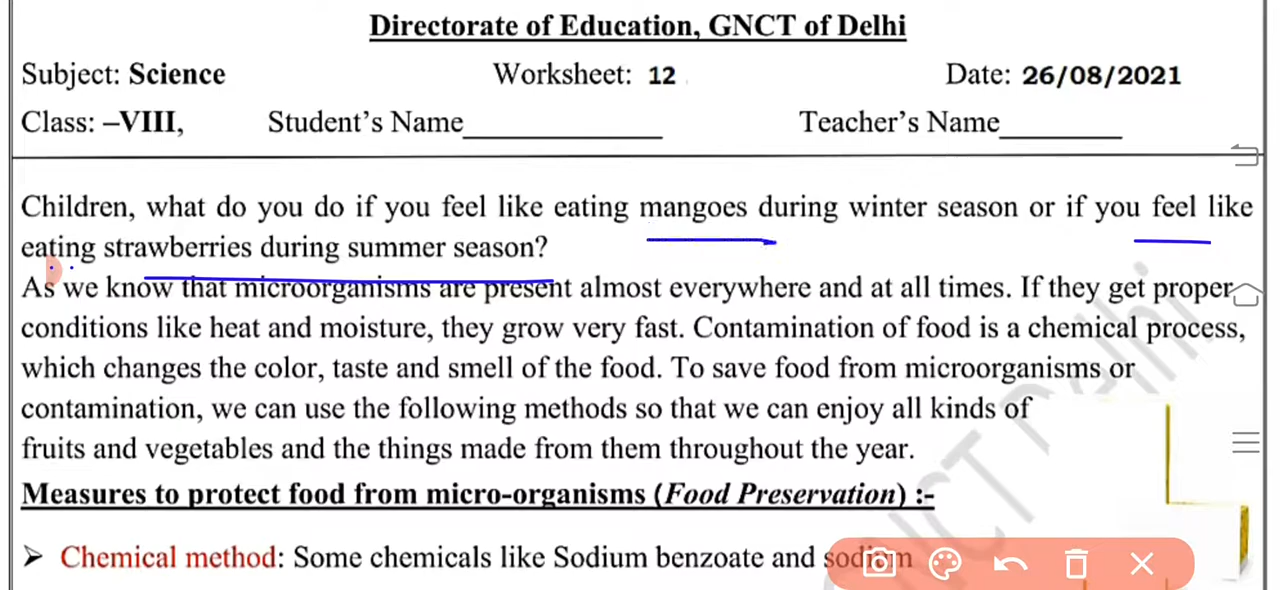 Directorate of Education, GNCT of Delhi
Subject: Science Worksheet: 12 Date: 26/08/2021
Class: –VIII, Student's Name____________ Teacher's Name________
Children, what do you do if you feel like eating mangoes during winter season or if you feel like
eating strawberries during summer season?
As we know that microorganisms are present almost everywhere and at all times. If they get proper
conditions like heat and moisture, they grow very fast. Contamination of food is a chemical process,
which changes the color, taste and smell of the food. To save food from microorganisms or
contamination, we can use the following methods so that we can enjoy all kinds of
fruits and vegetables and the things made from them throughout the year.
Measures to protect food from micro-organisms (Food Preservation) :-
➢ Chemical method: Some chemicals like Sodium benzoate and sodium